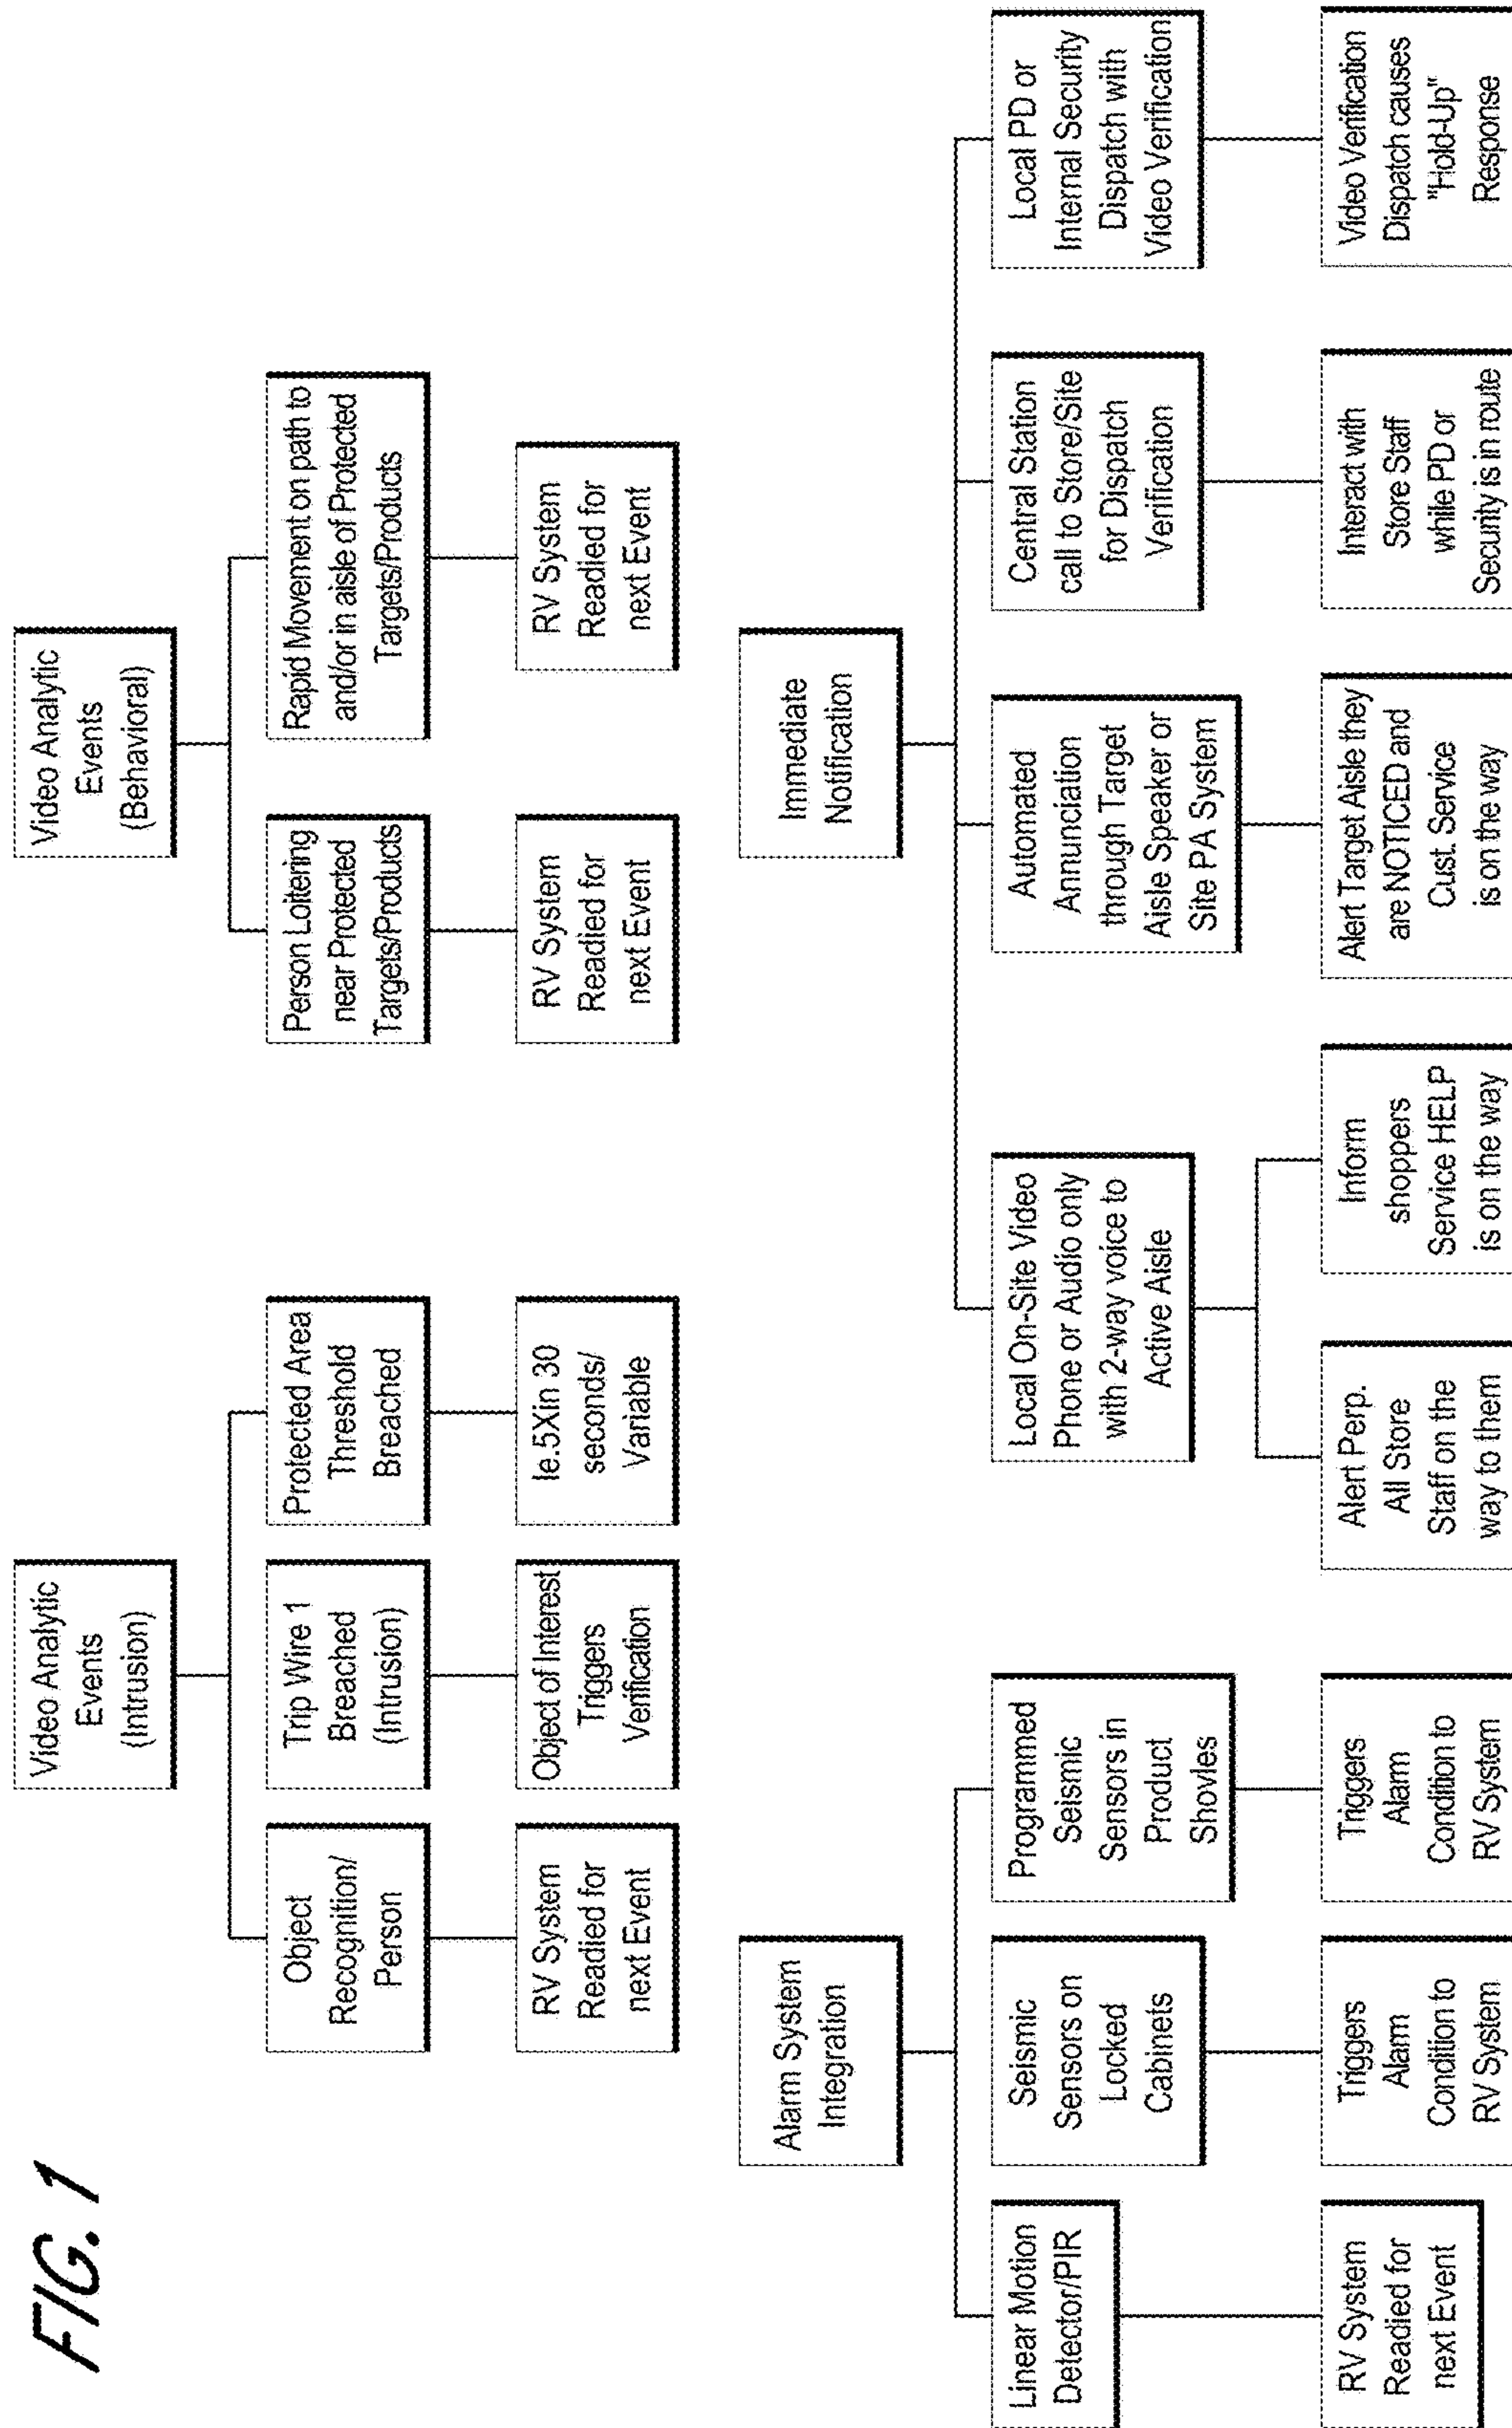 FIG. 1
Video Analytic
Events
(Intrusion)
Object
Recognition/
Person
RV System
Readied for
next Event
Trip Wire 1
Breached
(Intrusion)
Object of Interest
Triggers
Verification
Protected Area
Threshold
Breached
Ie.5Xin 30
seconds/
Variable
Video Analytic
Events
(Behavioral)
Person Loitering
near Protected
Targets/Products
RV System
Readied for
next Event
Rapid Movement on path to
and/or in aisle of Protected
Targets/Products
RV System
Readied for
next Event
Alarm System
Integration
Linear Motion
Detector/PIR
RV System
Readied for
next Event
Seismic
Sensors on
Locked
Cabinets
Triggers
Alarm
Condition to
RV System
Programmed
Seismic
Sensors in
Product
Shovles
Triggers
Alarm
Condition to
RV System
Immediate
Notification
Local On-Site Video
Phone or Audio only
with 2-way voice to
Active Aisle
Alert Perp.
All Store
Staff on the
way to them
Inform
shoppers
Service HELP
is on the way
Automated
Annunciation
through Target
Aisle Speaker or
Site PA System
Alert Target Aisle they
are NOTICED and
Cust. Service
is on the way
Central Station
call to Store/Site
for Dispatch
Verification
Interact with
Store Staff
while PD or
Security is in route
Local PD or
Internal Security
Dispatch with
Video Verification
Video Verification
Dispatch causes
"Hold-Up"
Response